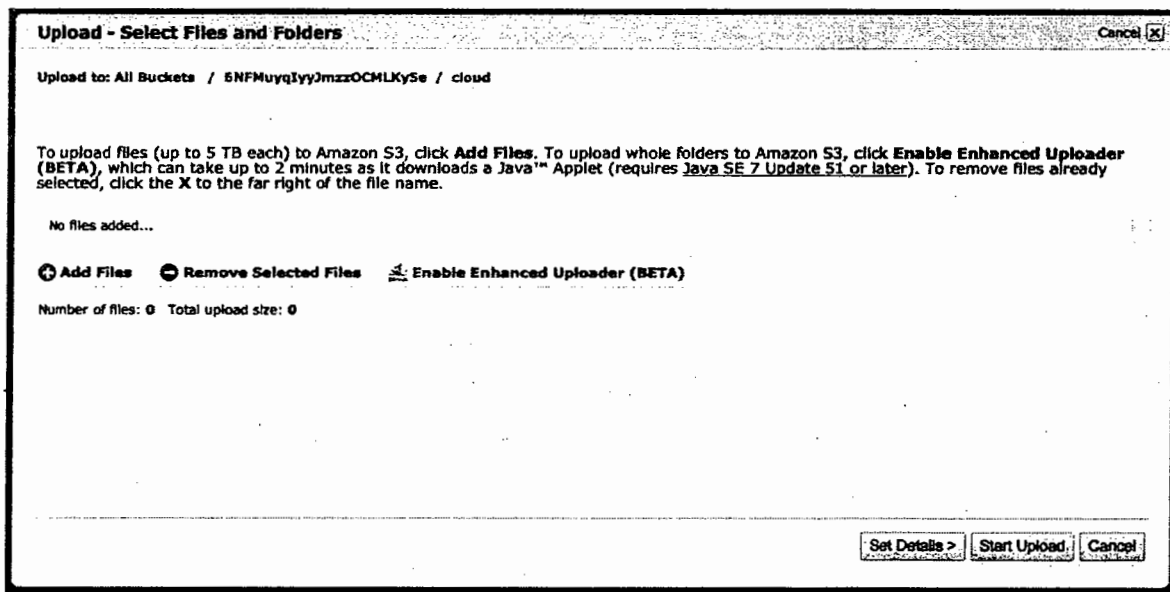 Upload - Select Files and Folders
Cancel X
Upload to: All Buckets / 6NFMuyqIyyJmzzOCMLKySe / cloud
To upload files (up to 5 TB each) to Amazon S3, click Add Files. To upload whole folders to Amazon S3, click Enable Enhanced Uploader
(BETA), which can take up to 2 minutes as it downloads a Java™ Applet (requires Java SE 7 Update 51 or later). To remove files already
selected, click the X to the far right of the file name.
No files added...
Add Files Remove Selected Files Enable Enhanced Uploader (BETA)
Number of files: 0 Total upload size: 0
Set Details > Start Upload Cancel